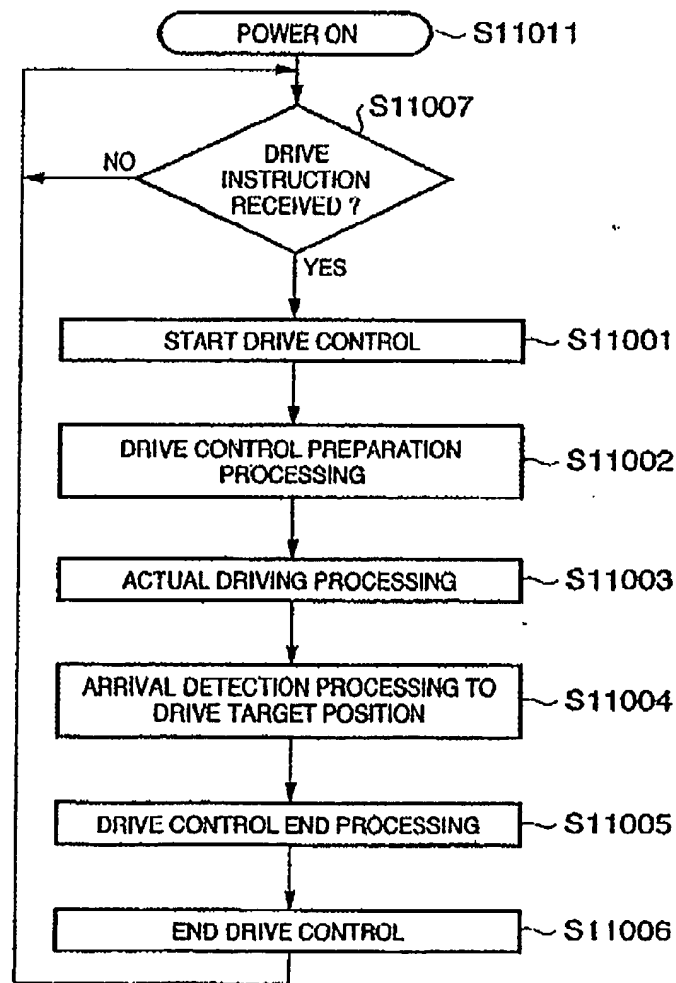 POWER ON
S11011
S11007
NO
DRIVE
INSTRUCTION
RECEIVED ?
YES
START DRIVE CONTROL
S11001
DRIVE CONTROL PREPARATION
PROCESSING
S11002
ACTUAL DRIVING PROCESSING
S11003
ARRIVAL DETECTION PROCESSING TO
DRIVE TARGET POSITION
S11004
DRIVE CONTROL END PROCESSING
S11005
END DRIVE CONTROL
S11006